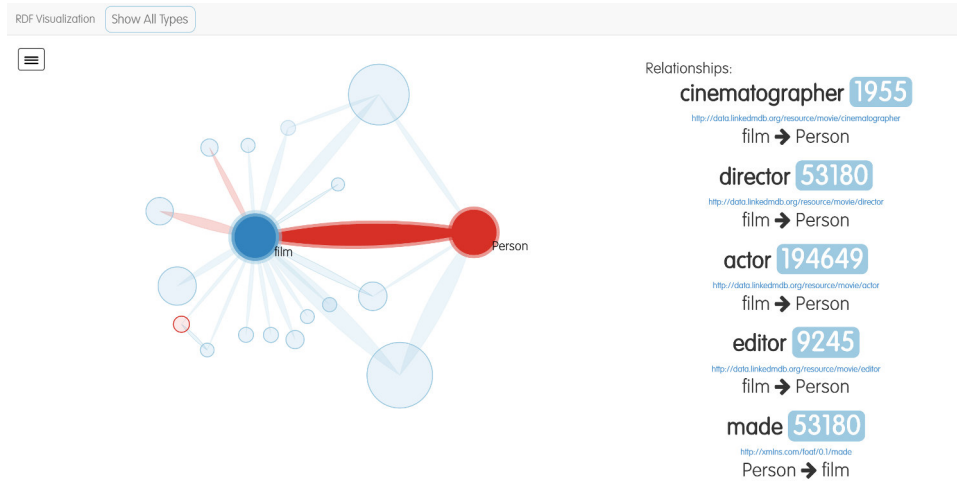 RDF Visualization Show All Types
Relationships:
cinematographer 1955
http://data.linkedmdb.org/resource/movie/cinematographer
film ➔ Person
director 53180
http://data.linkedmdb.org/resource/movie/director
film ➔ Person
actor 194649
http://data.linkedmdb.org/resource/movie/actor
film ➔ Person
editor 9245
http://data.linkedmdb.org/resource/movie/editor
film ➔ Person
made 53180
http://xmlns.com/foaf/0.1/made
Person ➔ film
film
Person